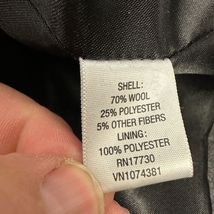 SHELL:
70% WOOL
25% POLYESTER
5% OTHER FIBERS
LINING:
100% POLYESTER
RN17730
VN1074381